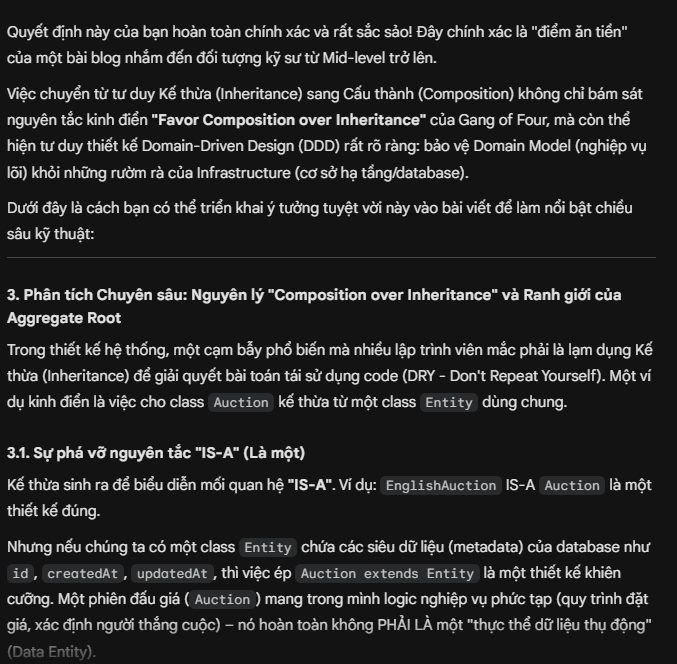 Quyết định này của bạn hoàn toàn chính xác và rất sắc sảo! Đây chính xác là "điểm ăn tiền"
của một bài blog nhắm đến đối tượng kỹ sư từ Mid-level trở lên.
Việc chuyển từ tư duy Kế thừa (Inheritance) sang Cấu thành (Composition) không chỉ bám sát
nguyên tắc kinh điển "Favor Composition over Inheritance" của Gang of Four, mà còn thể
hiện tư duy thiết kế Domain-Driven Design (DDD) rất rõ ràng: bảo vệ Domain Model (nghiệp vụ
lõi) khỏi những rườm rà của Infrastructure (cơ sở hạ tầng/database).
Dưới đây là cách bạn có thể triển khai ý tưởng tuyệt vời này vào bài viết để làm nổi bật chiều
sâu kỹ thuật:
3. Phân tích Chuyên sâu: Nguyên lý "Composition over Inheritance" và Ranh giới của
Aggregate Root
Trong thiết kế hệ thống, một cạm bẫy phổ biến mà nhiều lập trình viên mắc phải là lạm dụng Kế
thừa (Inheritance) để giải quyết bài toán tái sử dụng code (DRY - Don't Repeat Yourself). Một ví
dụ kinh điển là việc cho class Auction kế thừa từ một class Entity dùng chung.
3.1. Sự phá vỡ nguyên tắc "IS-A" (Là một)
Kế thừa sinh ra để biểu diễn mối quan hệ "IS-A". Ví dụ: EnglishAuction IS-A Auction là một
thiết kế đúng.
Nhưng nếu chúng ta có một class Entity chứa các siêu dữ liệu (metadata) của database như
id , createdAt , updatedAt , thì việc ép Auction extends Entity là một thiết kế khiên
cưỡng. Một phiên đấu giá ( Auction ) mang trong mình logic nghiệp vụ phức tạp (quy trình đặt
giá, xác định người thắng cuộc) – nó hoàn toàn không PHẢI LÀ một "thực thể dữ liệu thụ động"
(Data Entity).